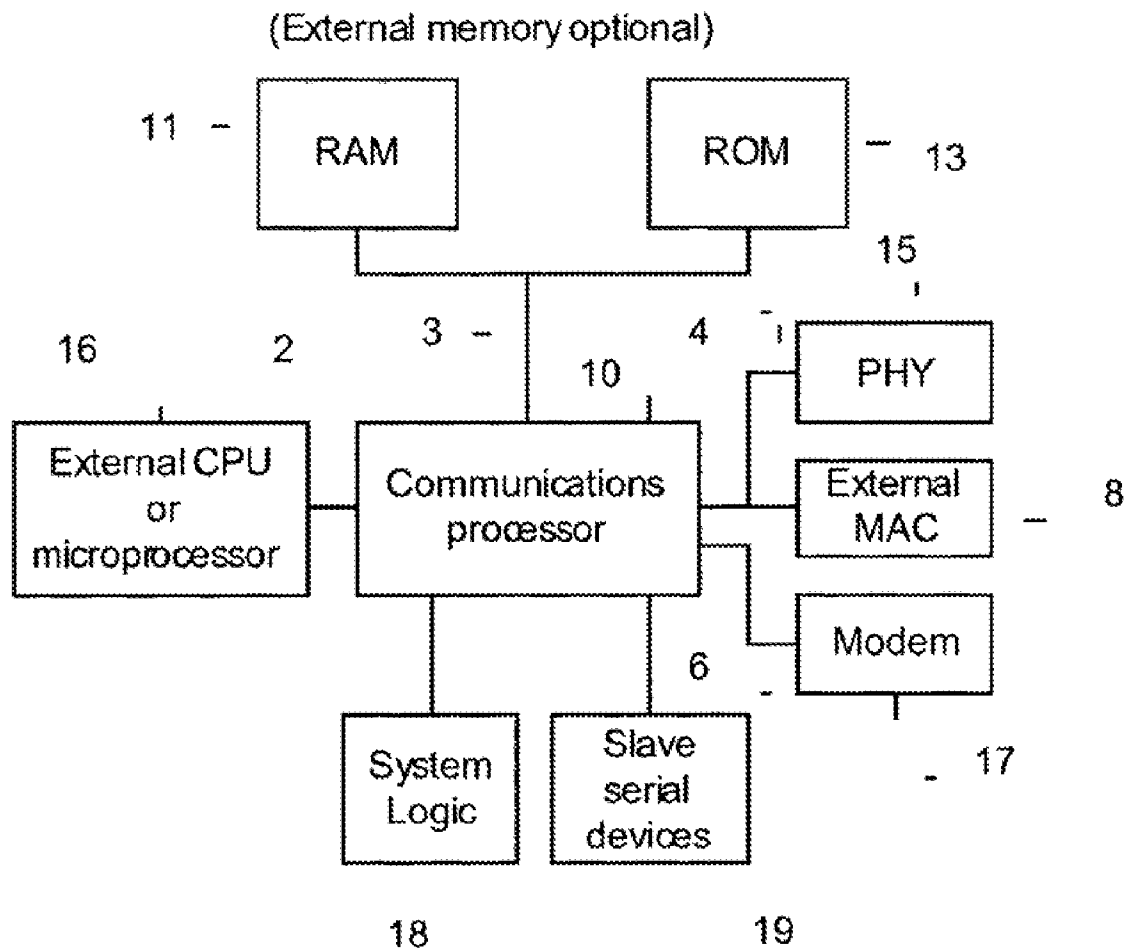 (External memory optional)
11
RAM
ROM
13
15
3
4
16
2
10
PHY
External CPU
or
microprocessor
Communications
processor
External
MAC
8
Modem
6
17
System
Logic
Slave
serial
devices
18
19